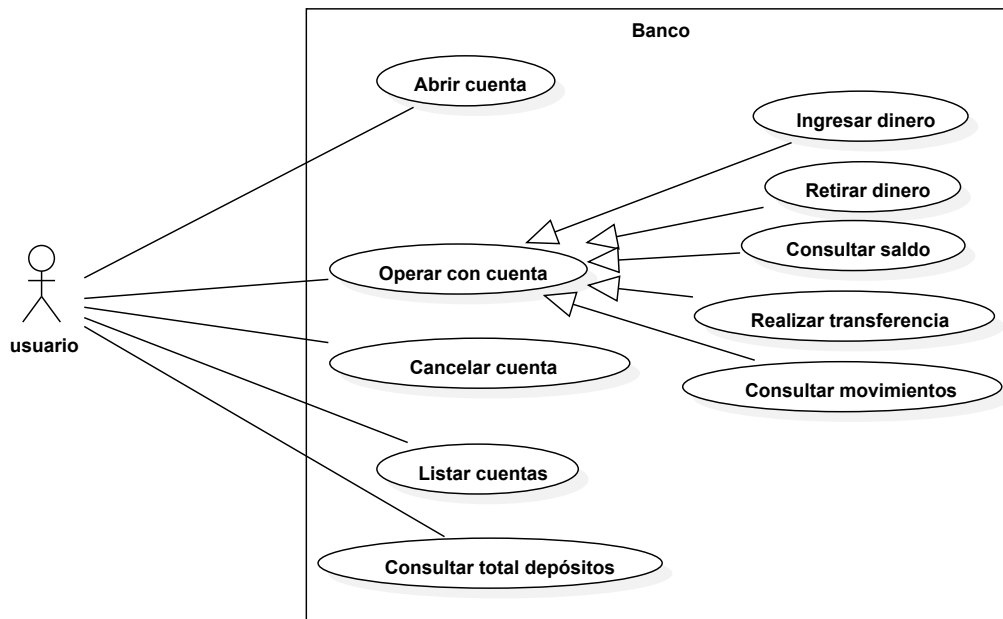 Banco
Abrir cuenta
Ingresar dinero
Retirar dinero
Consultar saldo
Operar con cuenta
Realizar transferencia
usuario
Cancelar cuenta
Consultar movimientos
Listar cuentas
Consultar total depósitos